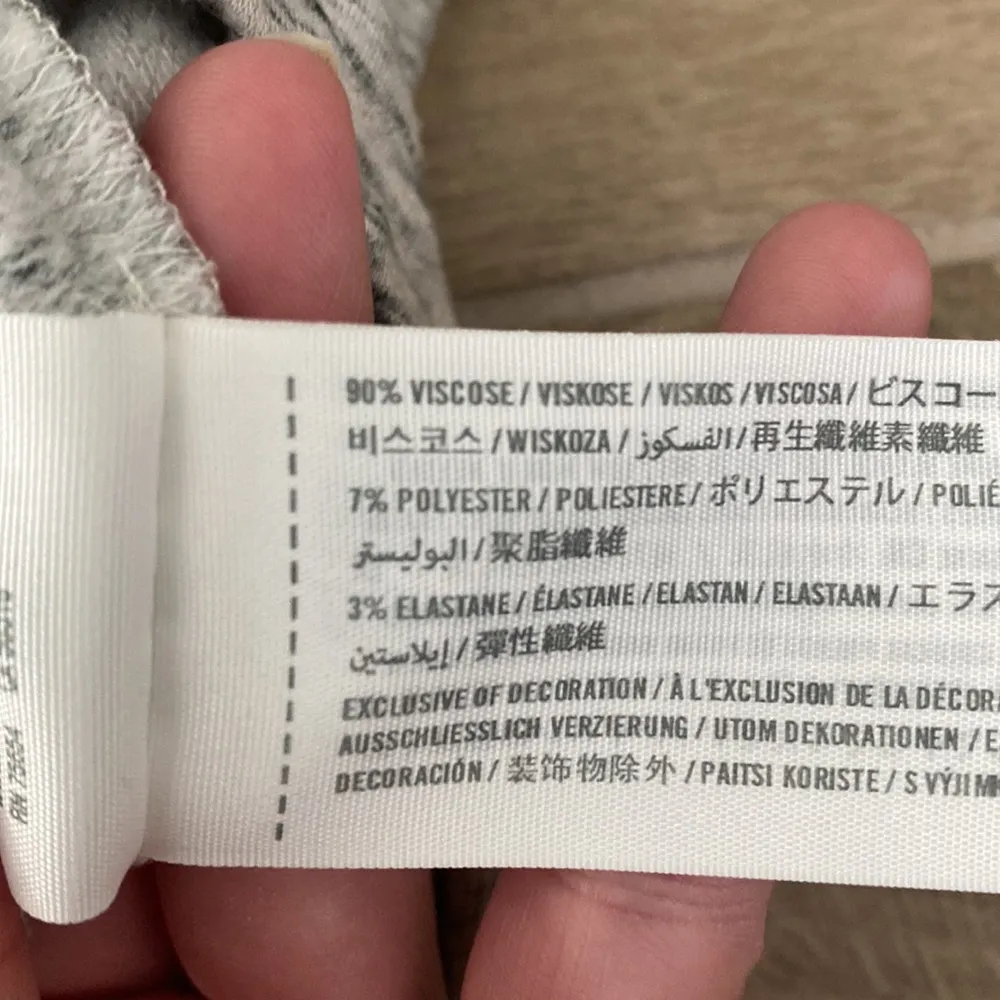 90% VISCOSE / VISKOSE / VISKOS / VISCOSA / ビスコー
비스코스 / WISKOZA / الفسكوز / 再生纖維素纖維
7% POLYESTER / POLIESTERE / ポリエステル / POLIÉ
البوليستر / 聚脂纖維
3% ELASTANE / ÉLASTANE / ELASTAN / ELASTAAN / エラス
إيلاستين / 彈性纖維
EXCLUSIVE OF DECORATION / À L'EXCLUSION DE LA DÉCORA
AUSSCHLIESSLICH VERZIERUNG / UTOM DEKORATIONEN / E
DECORACIÓN / 装饰物除外 / PAITSI KORISTE / S VÝJIM
RN 75654